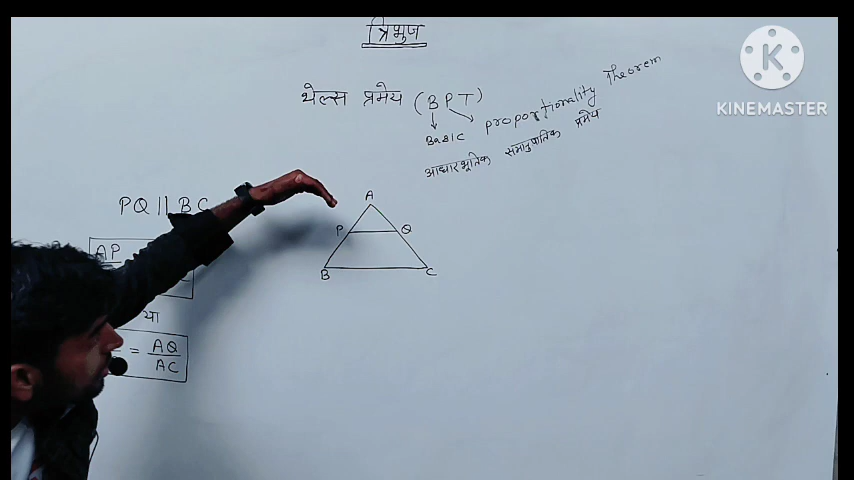 त्रिभुज
थेल्स प्रमेय (BPT)
Basic proportionality Theorem
आधारभूतिक समानुपातिक प्रमेय
KINEMASTER
PQ || BC
AP
या
= AQ
AC
A
P Q
B C